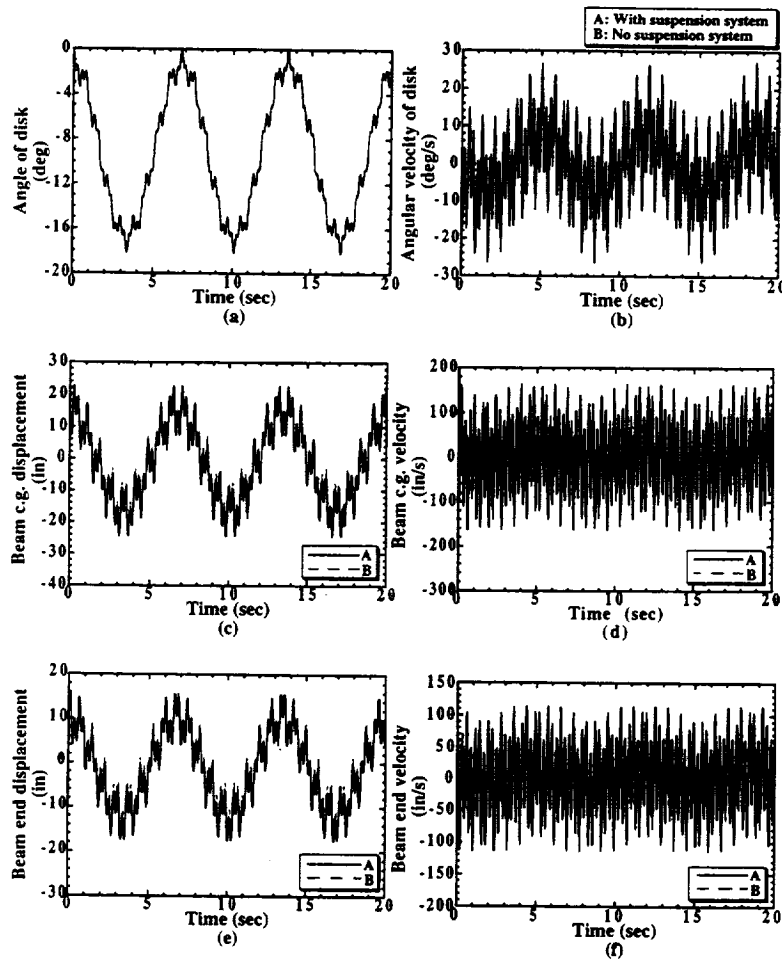 A: With suspension system
B: No suspension system
Angle of disk
(deg)
0
-4
-8
-12
-16
-20
0 5 10 15 20
Time (sec)
(a)
Angular velocity of disk
(deg/s)
30
20
10
0
-10
-20
-30
0 5 10 15 20
Time (sec)
(b)
Beam c.g. displacement
(in)
30
20
10
0
-10
-20
-30
-40
0 5 10 15 20
A
B
Time (sec)
(c)
Beam c.g. velocity
(in/s)
200
100
0
-100
-200
-300
0 5 10 15 20
A
B
Time (sec)
(d)
Beam end displacement
(in)
20
10
0
-10
-20
-30
0 5 10 15 20
A
B
Time (sec)
(e)
Beam end velocity
(in/s)
150
100
50
0
-50
-100
-150
-200
0 5 10 15 20
A
B
Time (sec)
(f)